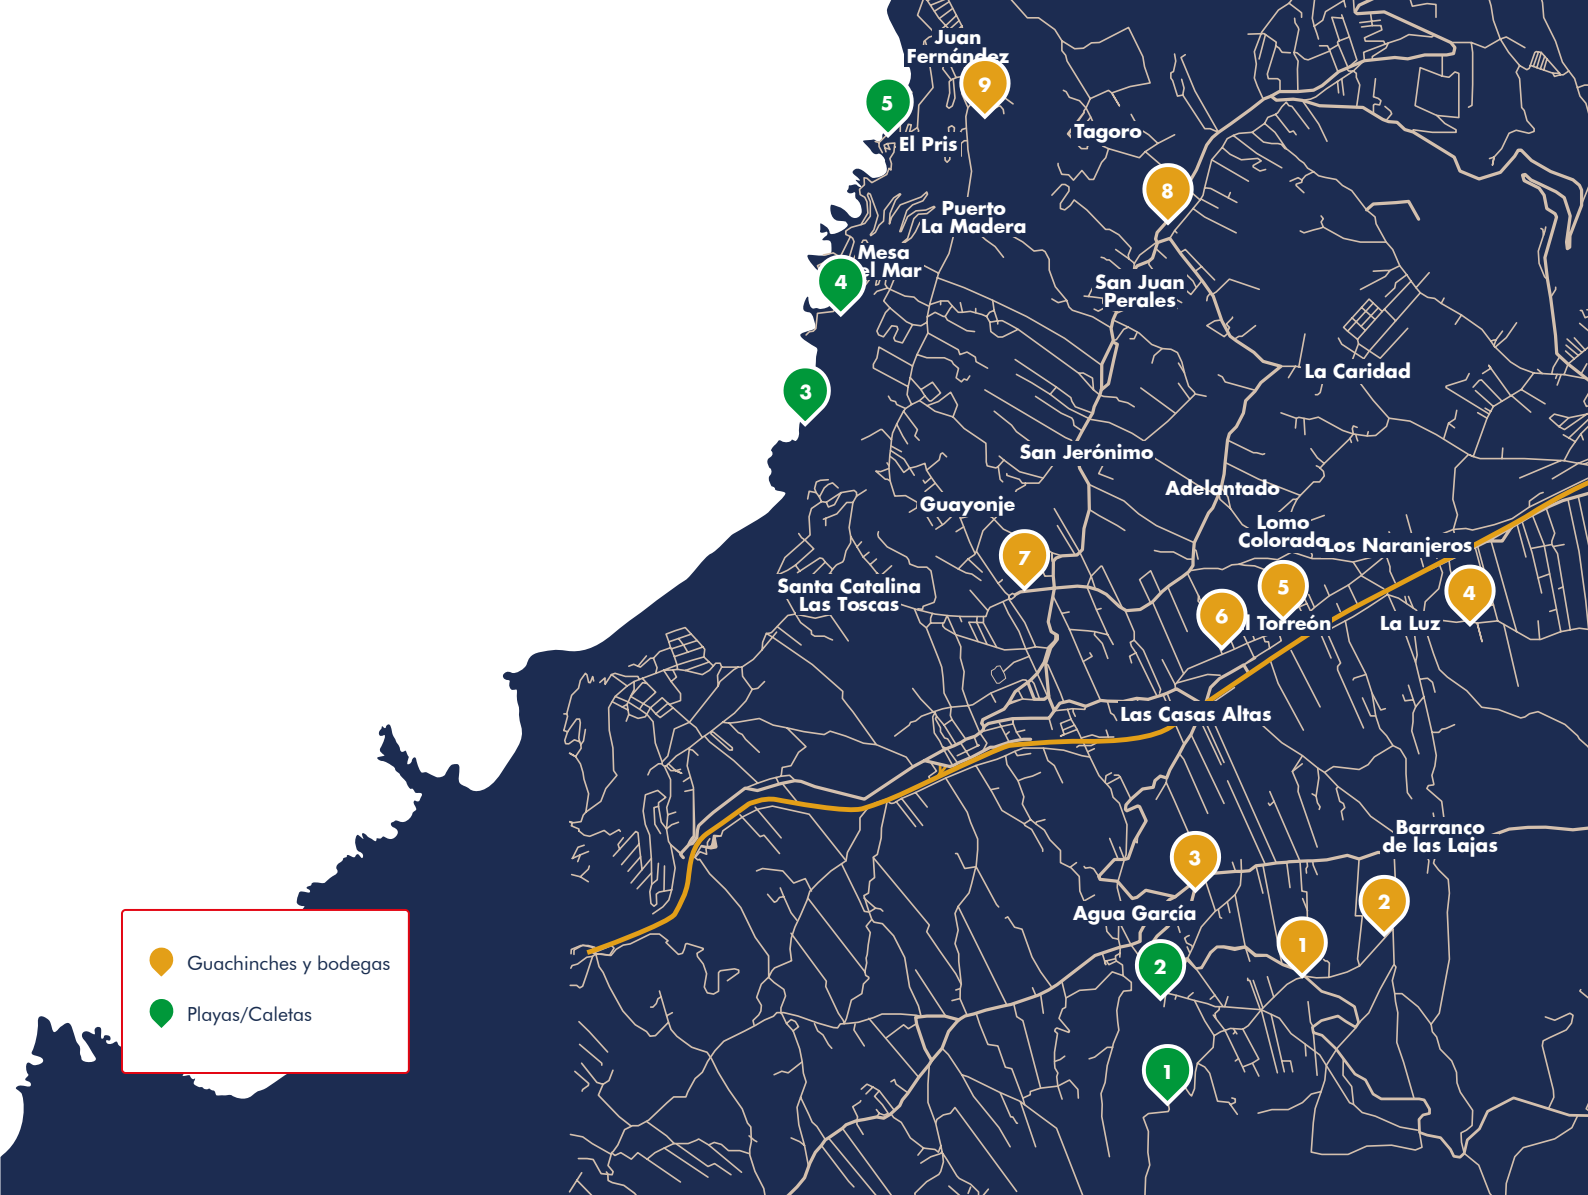 Juan
Fernández
9
5
El Pris
Tagoro
8
Puerto
La Madera
Mesa
el Mar
4
San Juan
Perales
La Caridad
3
San Jerónimo
Adelantado
Guayonje
Lomo
Colorado
Los Naranjeros
7
Santa Catalina
Las Toscas
5
4
6
l Torreón
La Luz
Las Casas Altas
Barranco
de las Lajas
3
2
Agua García
1
2
1
Guachinches y bodegas
Playas/Caletas